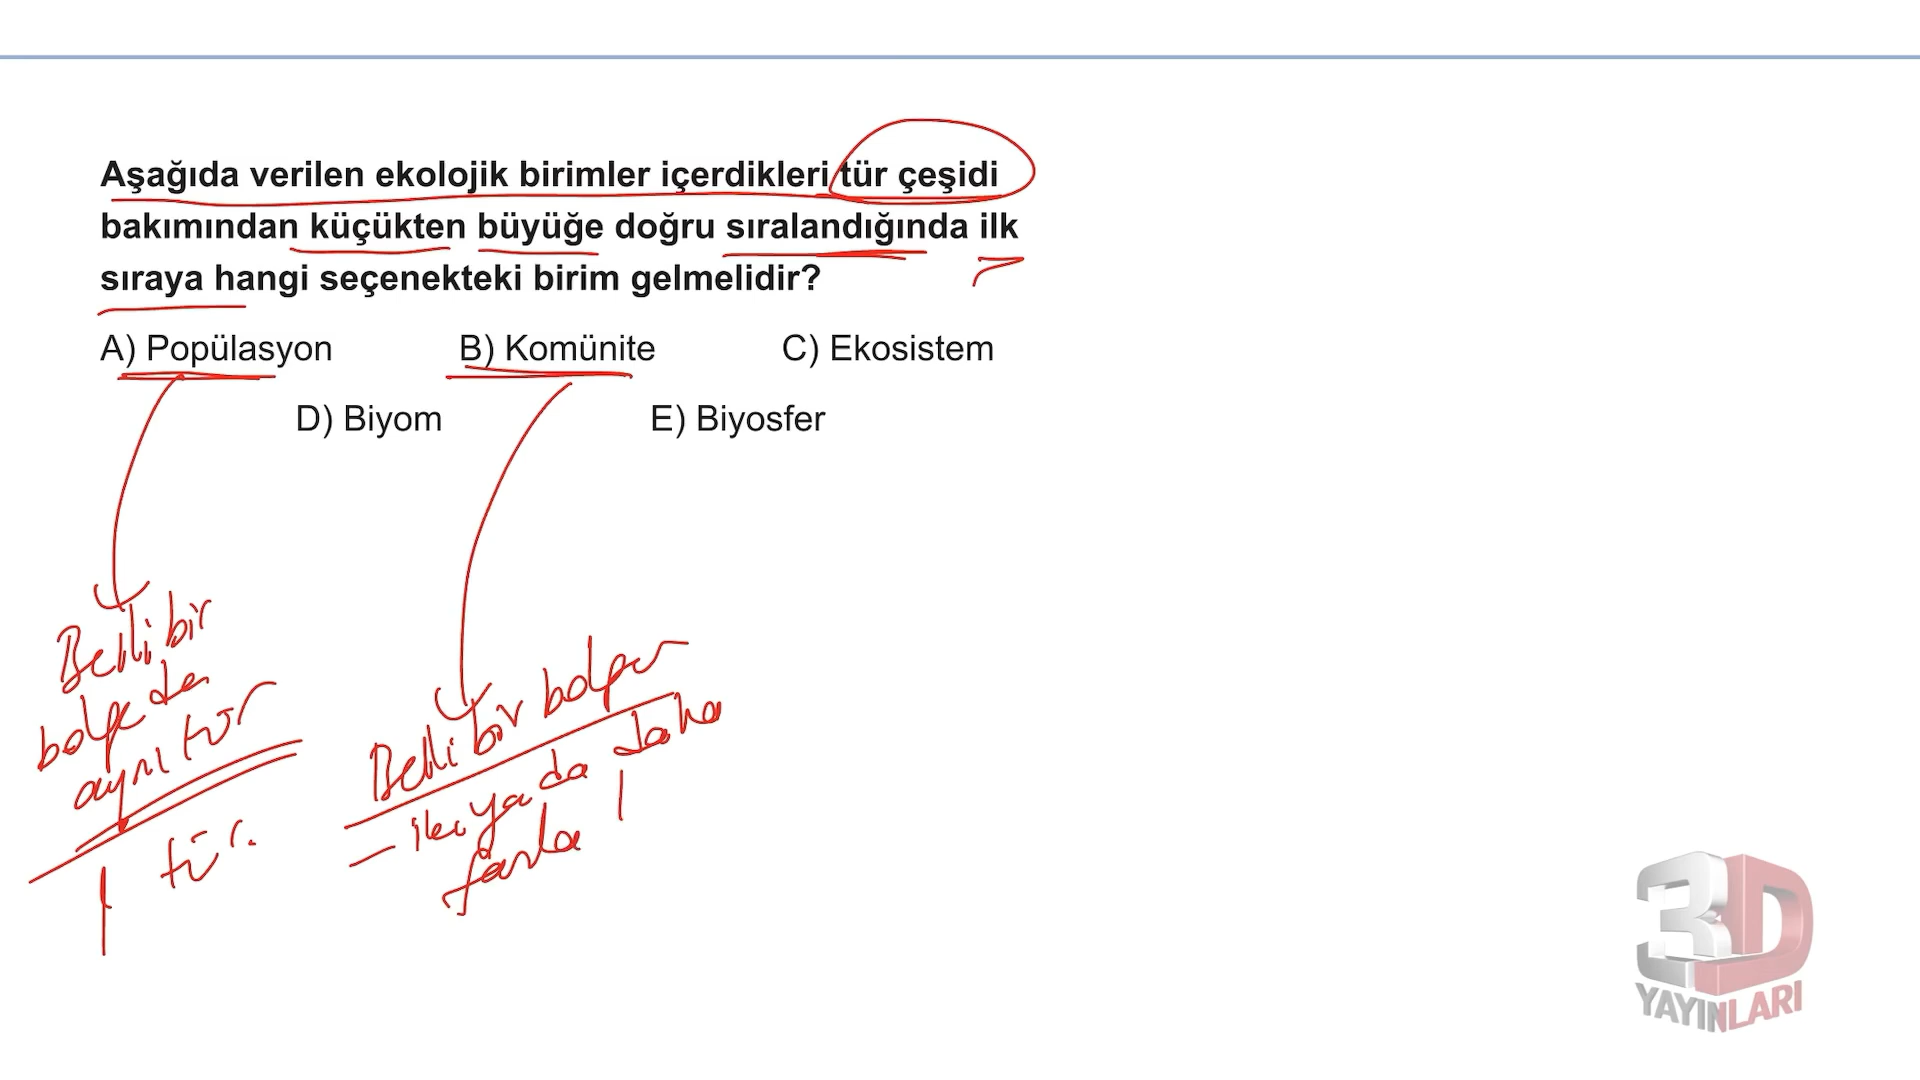 Aşağıda verilen ekolojik birimler içerdikleri tür çeşidi
bakımından küçükten büyüğe doğru sıralandığında ilk
sıraya hangi seçenekteki birim gelmelidir?
A) Popülasyon B) Komünite C) Ekosistem
D) Biyom E) Biyosfer
Belli bir
bölgede
aynı tür
1 tür.
Belli bir bölge
iki ya da daha
fazla
3D
YAYINLARI